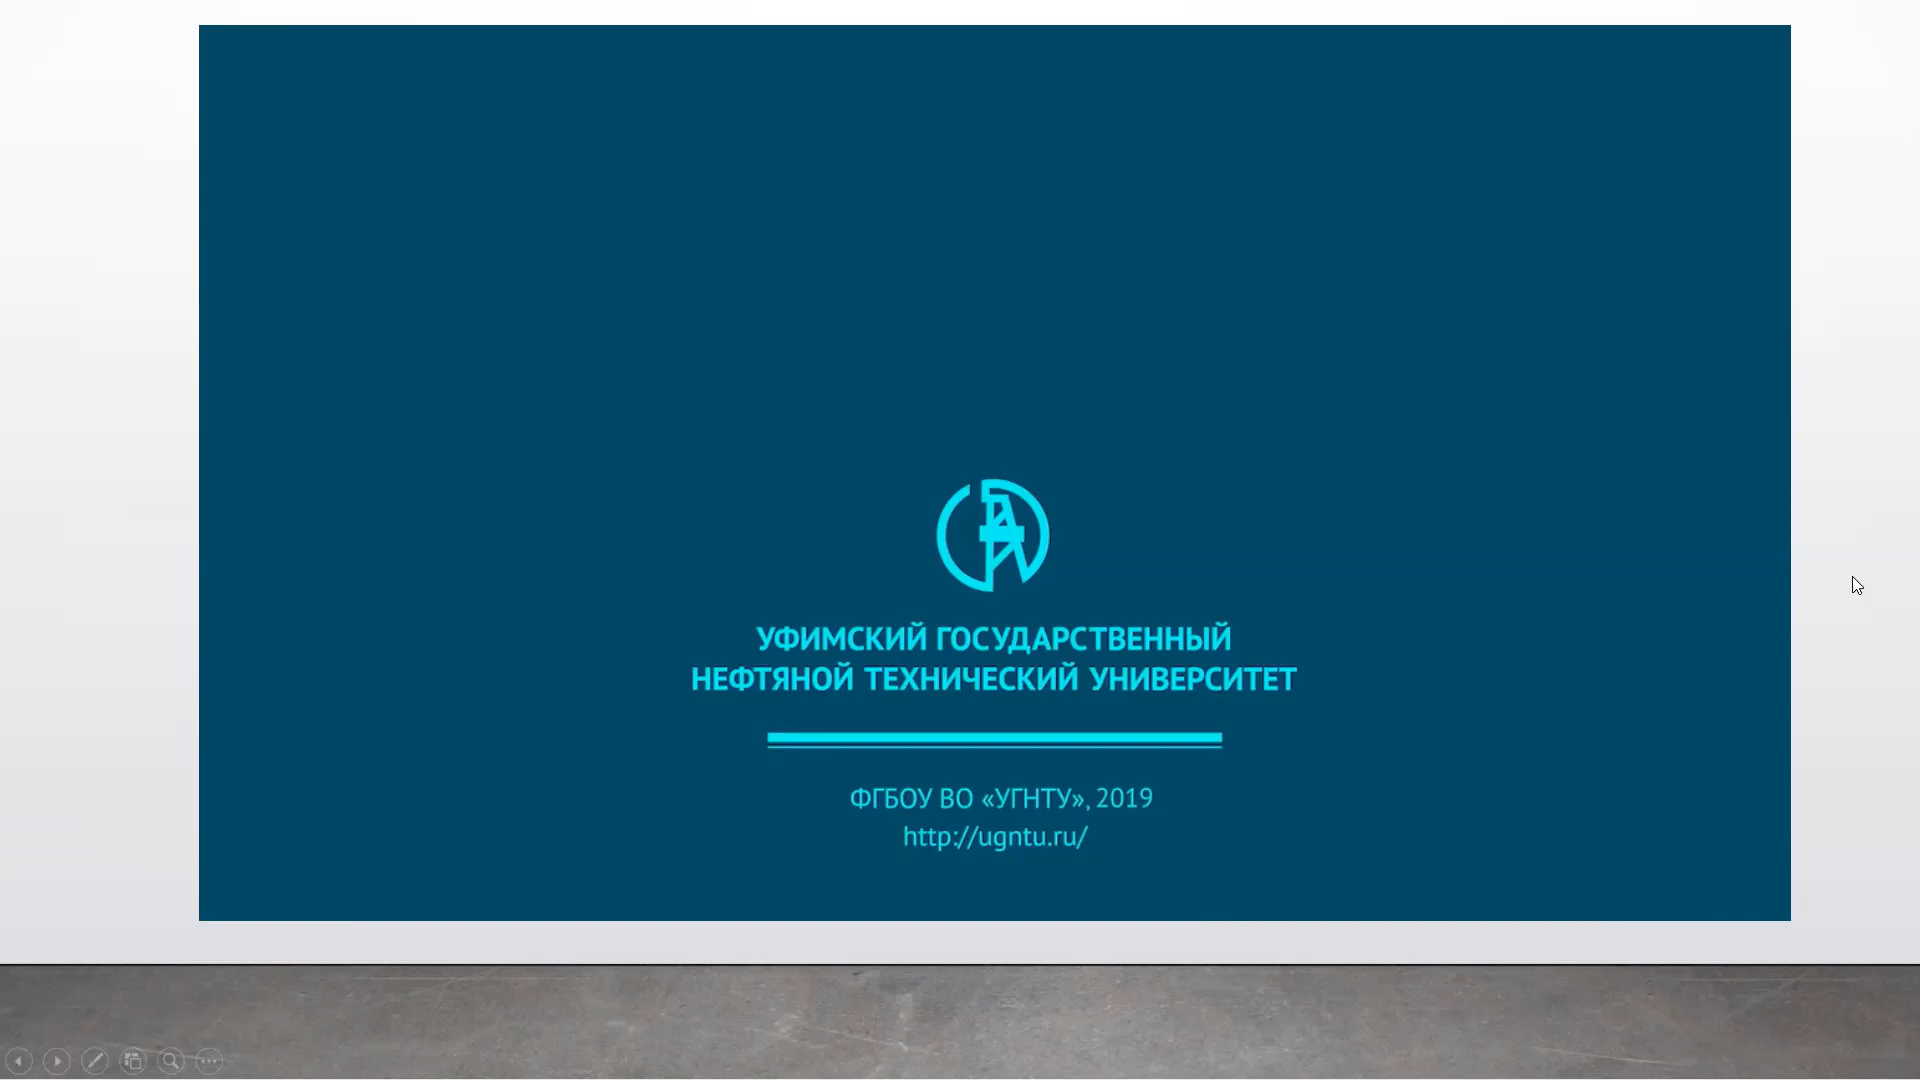 УФИМСКИЙ ГОСУДАРСТВЕННЫЙ
НЕФТЯНОЙ ТЕХНИЧЕСКИЙ УНИВЕРСИТЕТ
ФГБОУ ВО «УГНТУ», 2019
http://ugntu.ru/